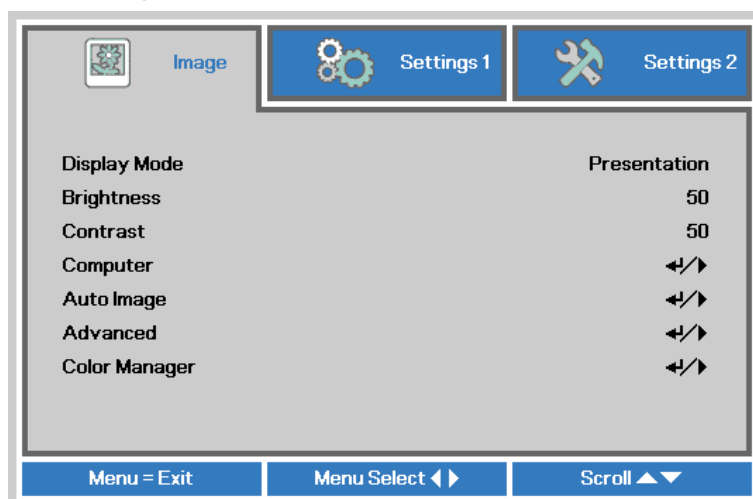 Image
Settings 1
Settings 2
Display Mode Presentation
Brightness 50
Contrast 50
Computer ↵/▶
Auto Image ↵/▶
Advanced ↵/▶
Color Manager ↵/▶
Menu = Exit
Menu Select ◀ ▶
Scroll ▲ ▼